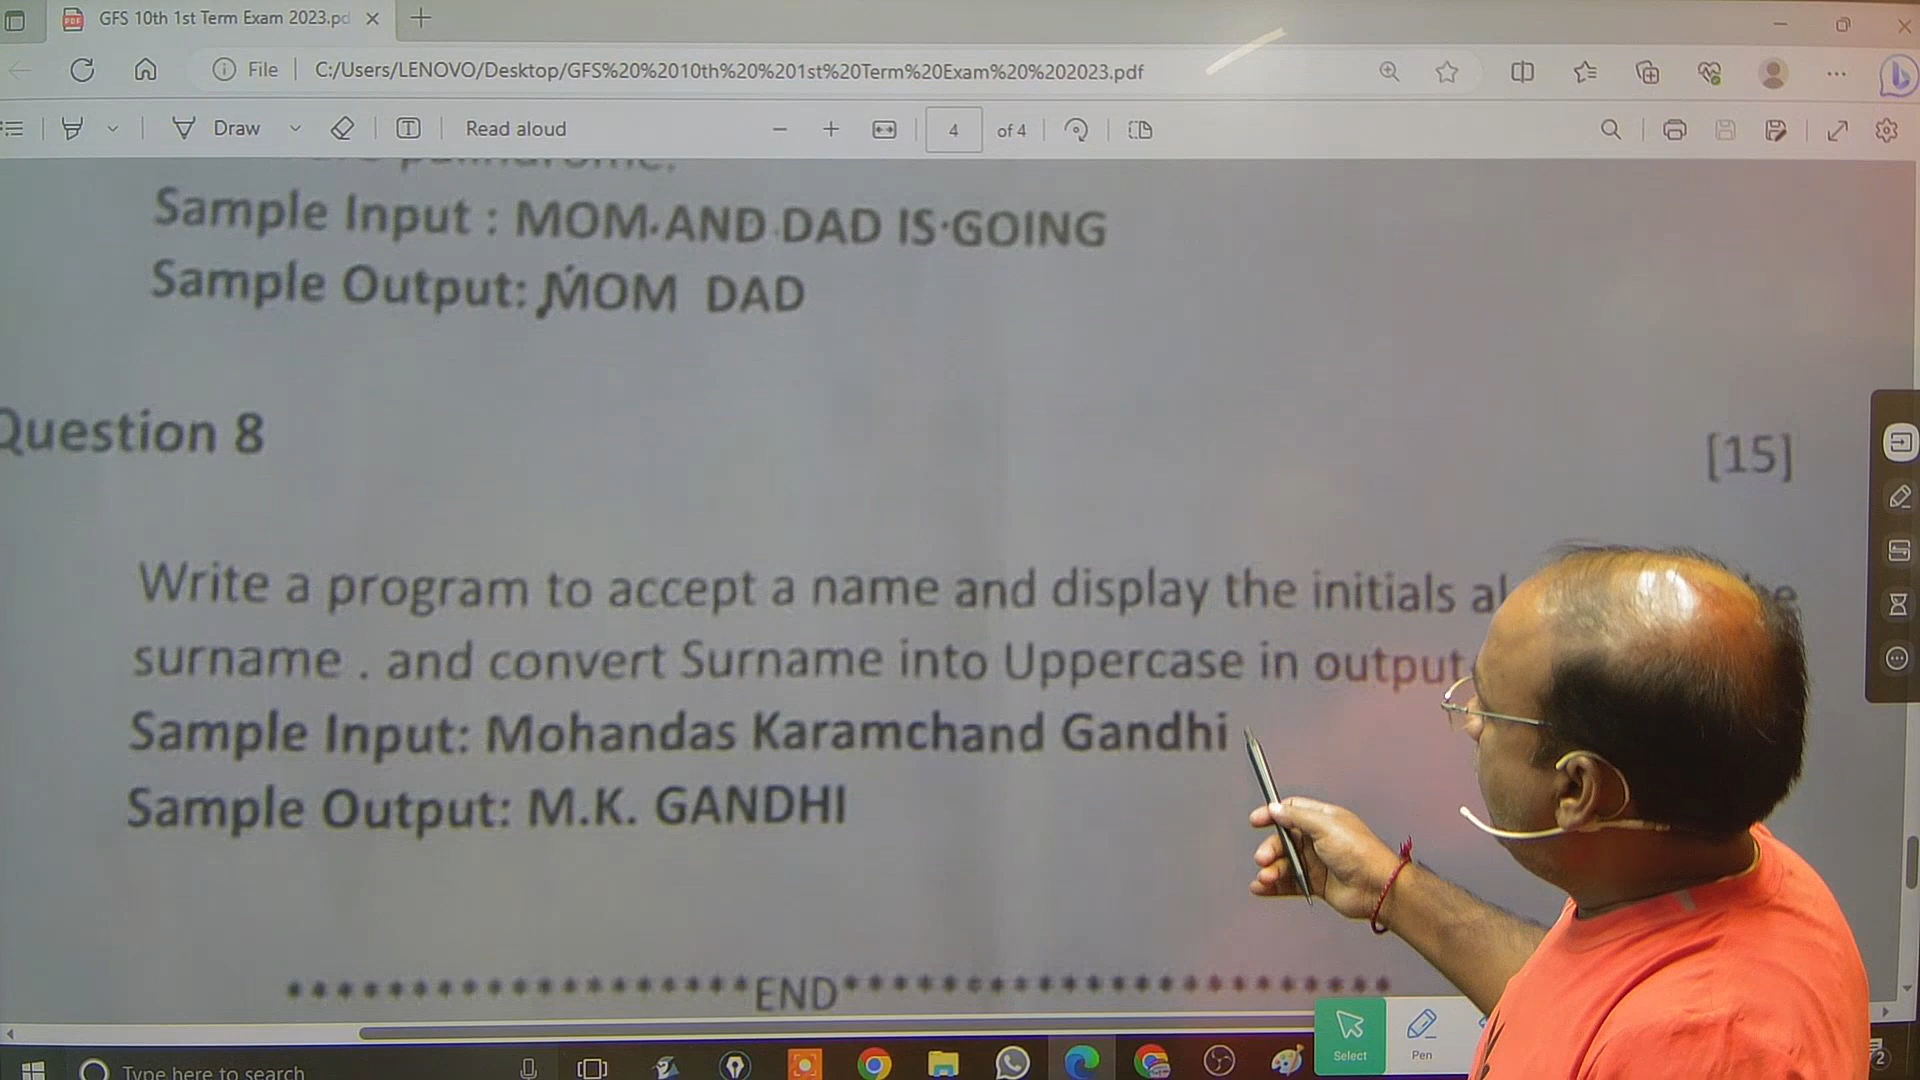 GFS 10th 1st Term Exam 2023.pd
File
C:/Users/LENOVO/Desktop/GFS%20%2010th%20%201st%20Term%20Exam%20%202023.pdf
Draw
Read aloud
4 of 4
Sample Input : MOM AND DAD IS GOING
Sample Output: MOM DAD
Question 8
[15]
Write a program to accept a name and display the initials
surname . and convert Surname into Uppercase in output
Sample Input: Mohandas Karamchand Gandhi
Sample Output: M.K. GANDHI
******************END**********************
Select Pen
Type here to search
2